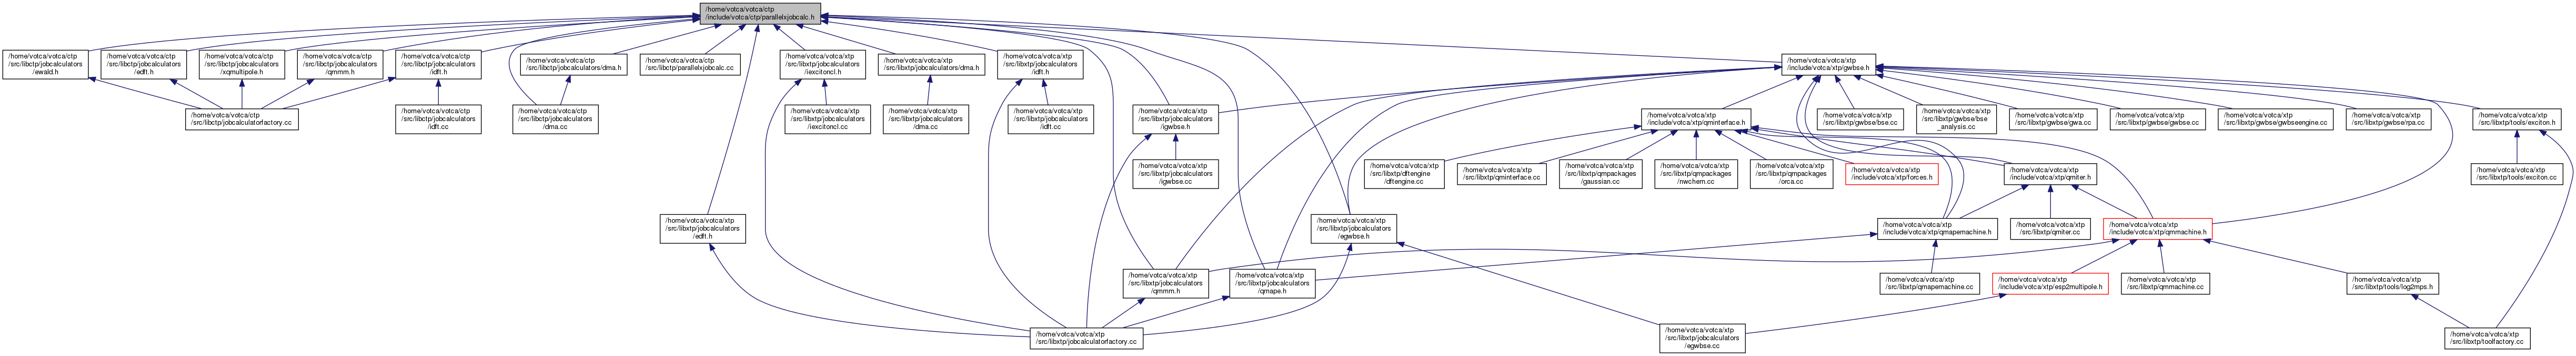 /home/votca/votca/ctp
/include/votca/ctp/parallelxjobcalc.h
/home/votca/votca/ctp
/src/libctp/jobcalculators
/ewald.h
/home/votca/votca/ctp
/src/libctp/jobcalculators
/edft.h
/home/votca/votca/ctp
/src/libctp/jobcalculators
/xqmultipole.h
/home/votca/votca/ctp
/src/libctp/jobcalculators
/qmmm.h
/home/votca/votca/ctp
/src/libctp/jobcalculators
/idft.h
/home/votca/votca/ctp
/src/libctp/jobcalculators/dma.h
/home/votca/votca/ctp
/src/libctp/parallelxjobcalc.cc
/home/votca/votca/xtp
/src/libxtp/jobcalculators
/iexcitoncl.h
/home/votca/votca/xtp
/src/libxtp/jobcalculators/dma.h
/home/votca/votca/xtp
/src/libxtp/jobcalculators
/idft.h
/home/votca/votca/xtp
/include/votca/xtp/gwbse.h
/home/votca/votca/ctp
/src/libctp/jobcalculatorfactory.cc
/home/votca/votca/ctp
/src/libctp/jobcalculators
/idft.cc
/home/votca/votca/ctp
/src/libctp/jobcalculators
/dma.cc
/home/votca/votca/xtp
/src/libxtp/jobcalculators
/iexcitoncl.cc
/home/votca/votca/xtp
/src/libxtp/jobcalculators
/dma.cc
/home/votca/votca/xtp
/src/libxtp/jobcalculators
/idft.cc
/home/votca/votca/xtp
/src/libxtp/jobcalculators
/igwbse.h
/home/votca/votca/xtp
/include/votca/xtp/qminterface.h
/home/votca/votca/xtp
/src/libxtp/gwbse/bse.cc
/home/votca/votca/xtp
/src/libxtp/gwbse/bse
_analysis.cc
/home/votca/votca/xtp
/src/libxtp/gwbse/gwa.cc
/home/votca/votca/xtp
/src/libxtp/gwbse/gwbse.cc
/home/votca/votca/xtp
/src/libxtp/gwbse/gwbseengine.cc
/home/votca/votca/xtp
/src/libxtp/gwbse/rpa.cc
/home/votca/votca/xtp
/src/libxtp/tools/exciton.h
/home/votca/votca/xtp
/src/libxtp/jobcalculators
/igwbse.cc
/home/votca/votca/xtp
/src/libxtp/dftengine
/dftengine.cc
/home/votca/votca/xtp
/src/libxtp/qminterface.cc
/home/votca/votca/xtp
/src/libxtp/qmpackages
/gaussian.cc
/home/votca/votca/xtp
/src/libxtp/qmpackages
/nwchem.cc
/home/votca/votca/xtp
/src/libxtp/qmpackages
/orca.cc
/home/votca/votca/xtp
/include/votca/xtp/forces.h
/home/votca/votca/xtp
/include/votca/xtp/qmiter.h
/home/votca/votca/xtp
/src/libxtp/tools/exciton.cc
/home/votca/votca/xtp
/src/libxtp/jobcalculators
/edft.h
/home/votca/votca/xtp
/src/libxtp/jobcalculators
/egwbse.h
/home/votca/votca/xtp
/include/votca/xtp/qmapemachine.h
/home/votca/votca/xtp
/src/libxtp/qmiter.cc
/home/votca/votca/xtp
/include/votca/xtp/qmmachine.h
/home/votca/votca/xtp
/src/libxtp/jobcalculators
/qmmm.h
/home/votca/votca/xtp
/src/libxtp/jobcalculators
/qmape.h
/home/votca/votca/xtp
/src/libxtp/qmapemachine.cc
/home/votca/votca/xtp
/include/votca/xtp/esp2multipole.h
/home/votca/votca/xtp
/src/libxtp/qmmachine.cc
/home/votca/votca/xtp
/src/libxtp/tools/log2mps.h
/home/votca/votca/xtp
/src/libxtp/jobcalculatorfactory.cc
/home/votca/votca/xtp
/src/libxtp/jobcalculators
/egwbse.cc
/home/votca/votca/xtp
/src/libxtp/toolfactory.cc